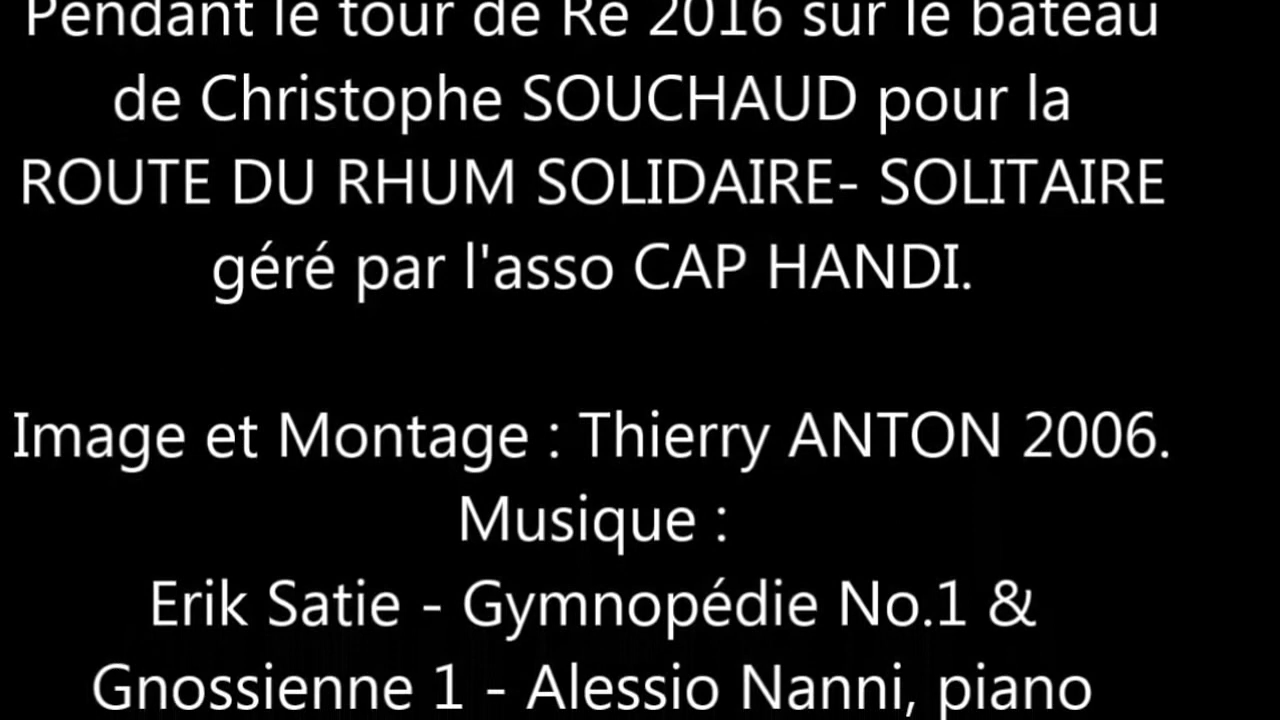 Pendant le tour de Ré 2016 sur le bateau
de Christophe SOUCHAUD pour la
ROUTE DU RHUM SOLIDAIRE- SOLITAIRE
géré par l'asso CAP HANDI.
Image et Montage : Thierry ANTON 2006.
Musique :
Erik Satie - Gymnopédie No.1 &
Gnossienne 1 - Alessio Nanni, piano